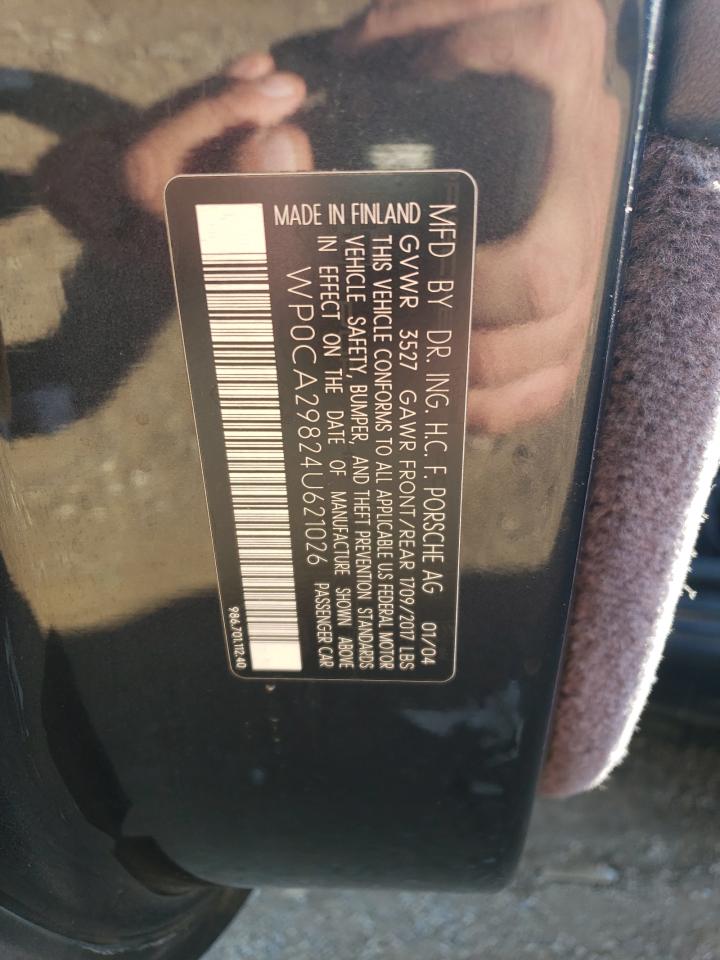 MFD BY DR. ING. H.C. F. PORSCHE AG 01/04
GVWR 3527 GAWR FRONT/REAR 1709/2017 LBS
THIS VEHICLE CONFORMS TO ALL APPLICABLE US FEDERAL MOTOR
VEHICLE SAFETY, BUMPER, AND THEFT PREVENTION STANDARDS
IN EFFECT ON THE DATE OF MANUFACTURE SHOWN ABOVE
MADE IN FINLAND
WP0CA29824U621026 PASSENGER CAR
986.701.112.40